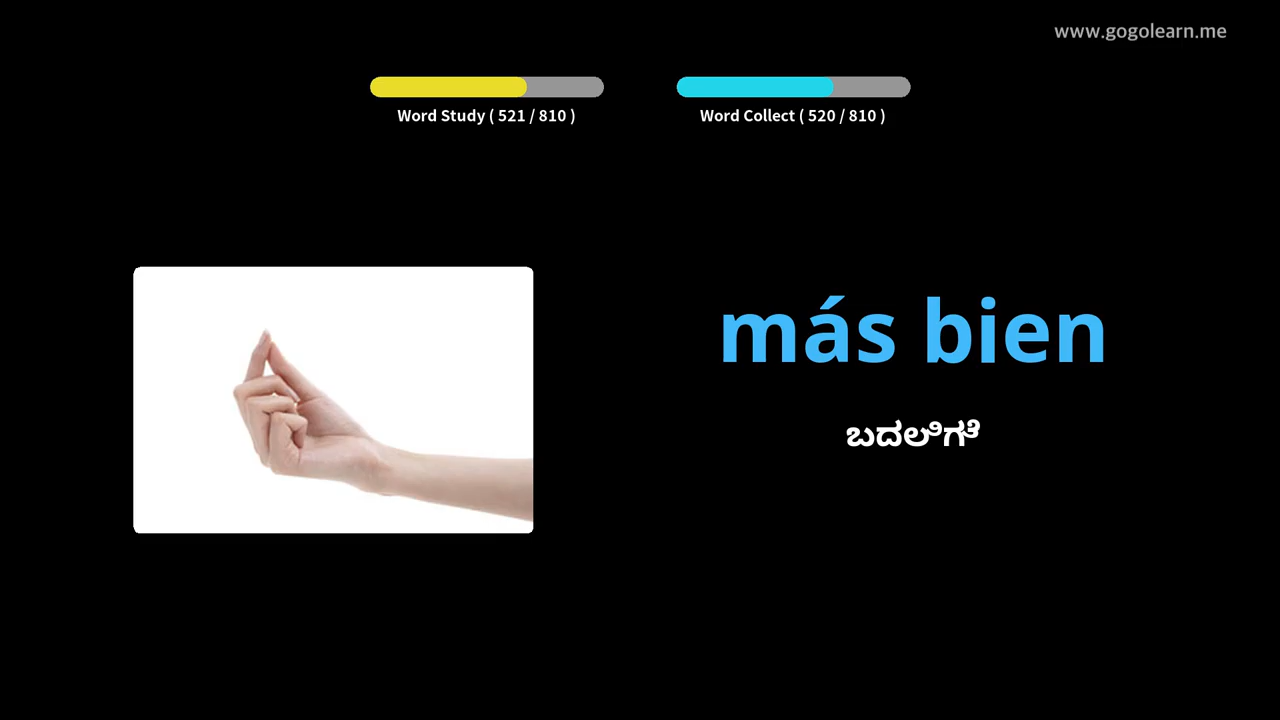 www.gogolearn.me
Word Study ( 521 / 810 )
Word Collect ( 520 / 810 )
más bien
ಬದಲಿಗೆ